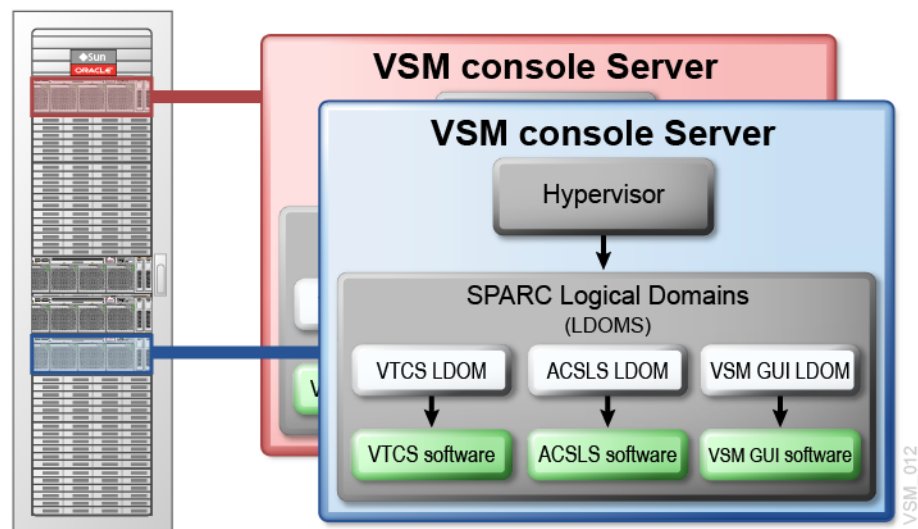 Sun
ORACLE
VSM console Server
VSM console Server
Hypervisor
SPARC Logical Domains
(LDOMS)
VTCS LDOM
ACSLS LDOM
VSM GUI LDOM
VTCS software
ACSLS software
VSM GUI software
V
VSM_012